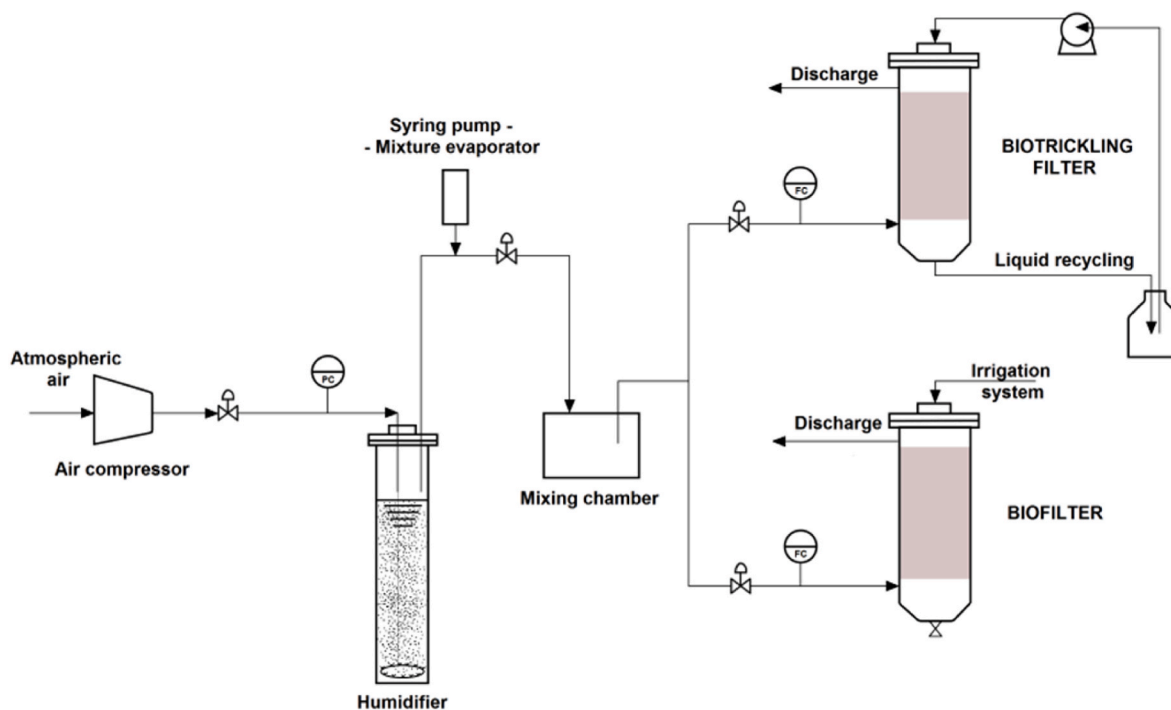 Discharge
Syring pump -
- Mixture evaporator
BIOTRICKLING
FILTER
FC
Liquid recycling
Atmospheric
air
PC
Irrigation
system
Discharge
Air compressor
Mixing chamber
BIOFILTER
FC
Humidifier